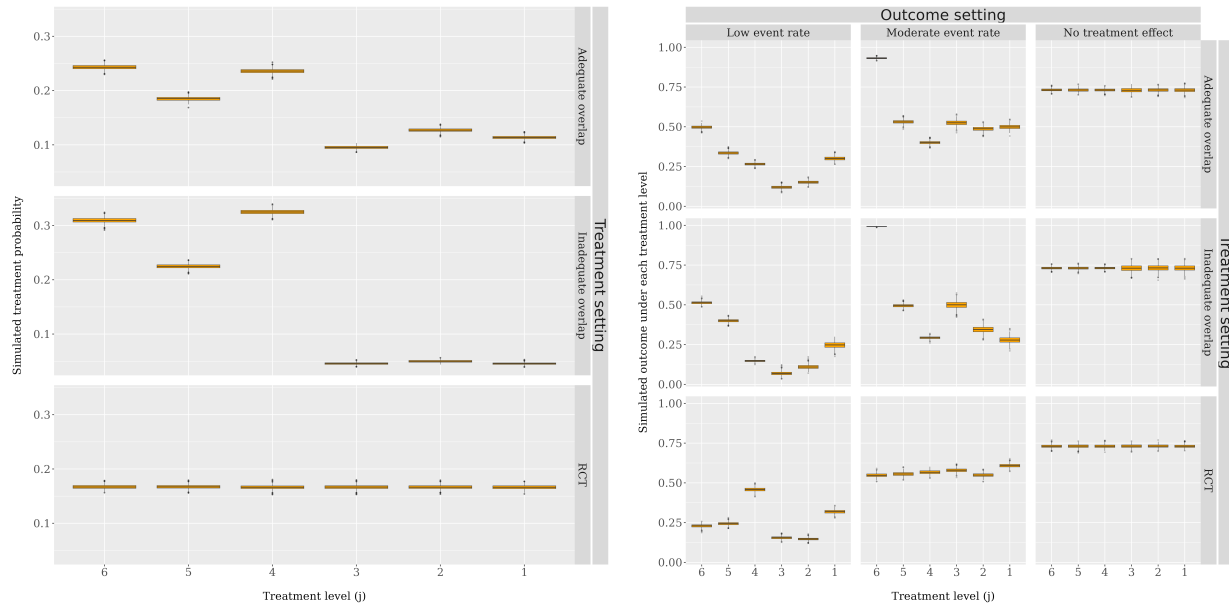 0.3
0.2
0.1
Adequate overlap
0.3
0.2
0.1
Inadequate overlap
0.3
0.2
0.1
RCT
Treatment setting
Simulated treatment probability
6 5 4 3 2 1
Treatment level (j)
Outcome setting
Low event rate Moderate event rate No treatment effect
1.00
0.75
0.50
0.25
0.00
Adequate overlap
1.00
0.75
0.50
0.25
0.00
Inadequate overlap
1.00
0.75
0.50
0.25
0.00
RCT
Treatment setting
Simulated outcome under each treatment level
6 5 4 3 2 1 6 5 4 3 2 1 6 5 4 3 2 1
Treatment level (j)